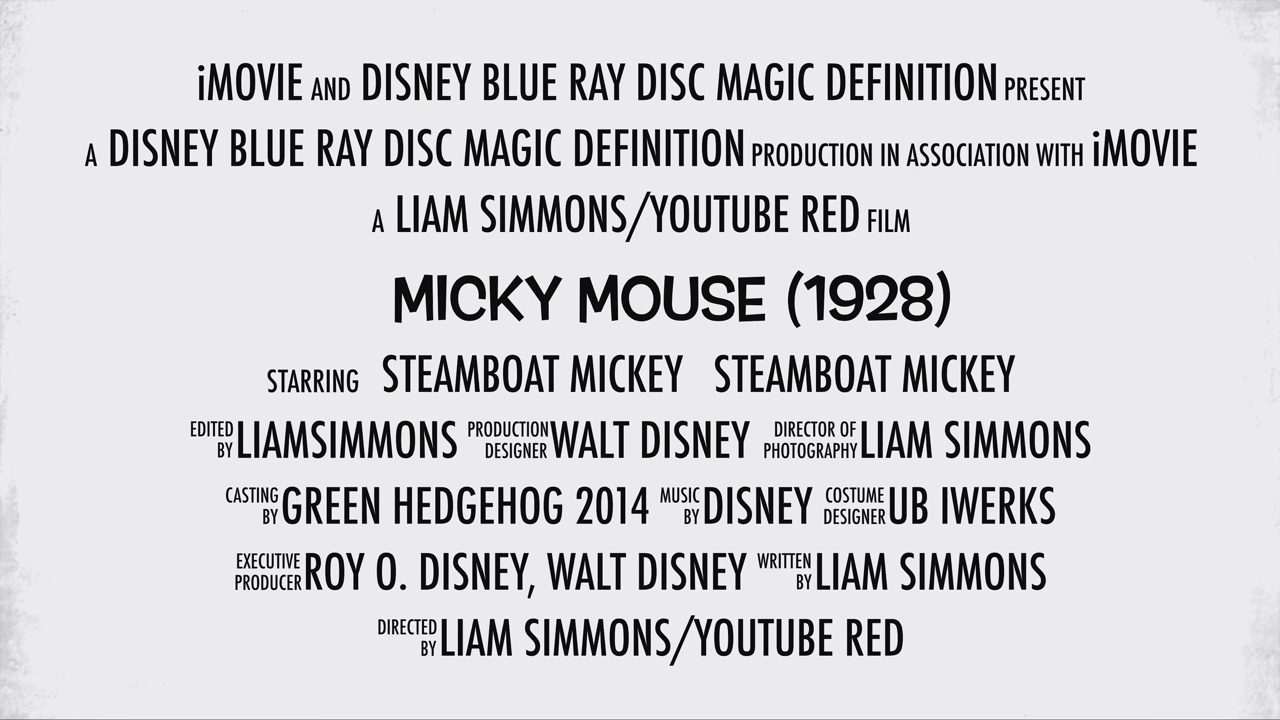 iMOVIE AND DISNEY BLUE RAY DISC MAGIC DEFINITION PRESENT
A DISNEY BLUE RAY DISC MAGIC DEFINITION PRODUCTION IN ASSOCIATION WITH iMOVIE
A LIAM SIMMONS/YOUTUBE RED FILM
MICKY MOUSE (1928)
STARRING STEAMBOAT MICKEY STEAMBOAT MICKEY
EDITED BY LIAMSIMMONS PRODUCTION DESIGNER WALT DISNEY DIRECTOR OF PHOTOGRAPHY LIAM SIMMONS
CASTING BY GREEN HEDGEHOG 2014 MUSIC BY DISNEY COSTUME DESIGNER UB IWERKS
EXECUTIVE PRODUCER ROY O. DISNEY, WALT DISNEY WRITTEN BY LIAM SIMMONS
DIRECTED BY LIAM SIMMONS/YOUTUBE RED